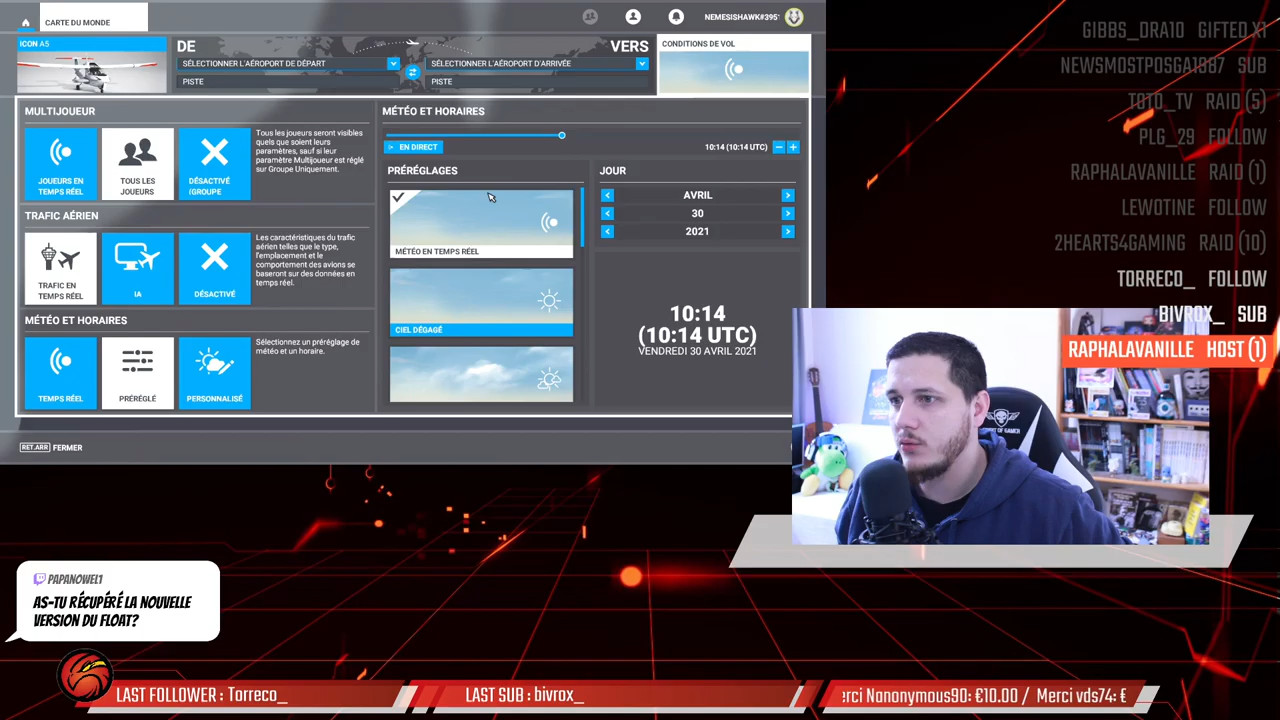 CARTE DU MONDE
NEMESISHAWK#395
ICON A5
DE
VERS
SÉLECTIONNER L'AÉROPORT DE DÉPART
SÉLECTIONNER L'AÉROPORT D'ARRIVÉE
PISTE
PISTE
CONDITIONS DE VOL
MULTIJOUEUR
JOUEURS EN
TEMPS RÉEL
TOUS LES
JOUEURS
DÉSACTIVÉ
(GROUPE
Tous les joueurs seront visibles
quels que soient leurs
paramètres, sauf si leur
paramètre Multijoueur est réglé
sur Groupe Uniquement.
TRAFIC AÉRIEN
TRAFIC EN
TEMPS RÉEL
IA
DÉSACTIVÉ
Les caractéristiques du trafic
aérien telles que le type,
l'emplacement et le
comportement des avions se
baseront sur des données en
temps réel.
MÉTÉO ET HORAIRES
TEMPS RÉEL
PRÉRÉGLÉ
PERSONNALISÉ
Sélectionnez un préréglage de
météo et un horaire.
MÉTÉO ET HORAIRES
EN DIRECT
10:14 (10:14 UTC)
PRÉRÉGLAGES
MÉTÉO EN TEMPS RÉEL
CIEL DÉGAGÉ
JOUR
AVRIL
30
2021
10:14
(10:14 UTC)
VENDREDI 30 AVRIL 2021
RET.ARR FERMER
GIBBS_DRA10 GIFTED X1
NEWSMOSTPOSGA1987 SUB
TOTO_TV RAID (5)
PLG_29 FOLLOW
RAPHALAVANILLE RAID (1)
LEWOTINE FOLLOW
2HEARTS4GAMING RAID (10)
TORRECO_ FOLLOW
BIVROX_ SUB
RAPHALAVANILLE HOST (1)
PAPANOWEL1
AS-TU RÉCUPÉRÉ LA NOUVELLE
VERSION DU FLOAT?
LAST FOLLOWER : Torreco_
LAST SUB : bivrox_
erci Nanonymous90: €10.00 / Merci vds74: €